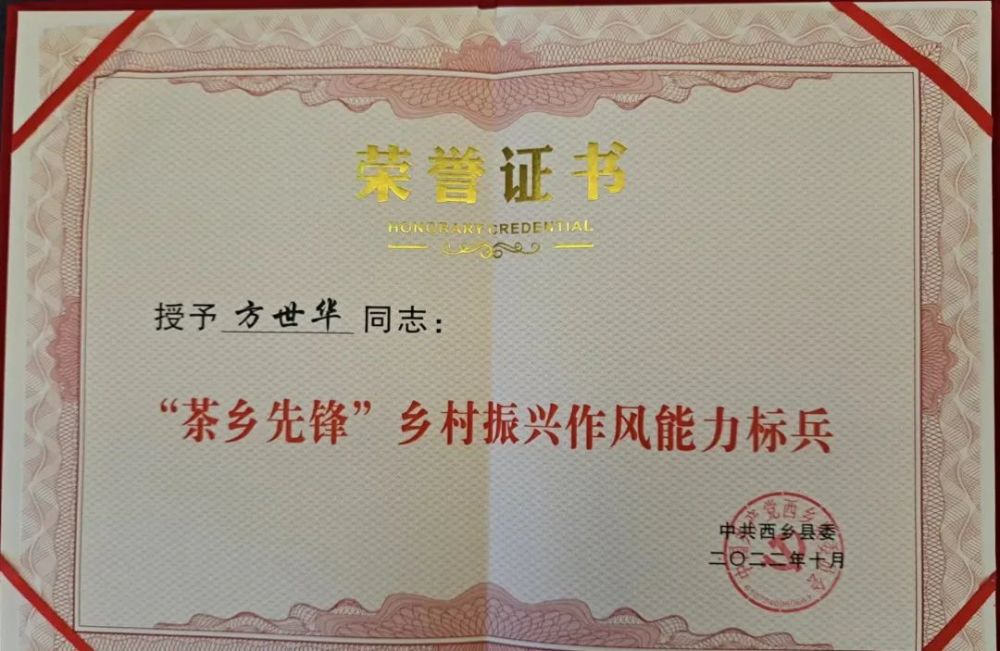 荣誉证书
HONORARY CREDENTIAL
授予 方世华 同志：
“茶乡先锋”乡村振兴作风能力标兵
中共西乡县委
二〇二二年十月